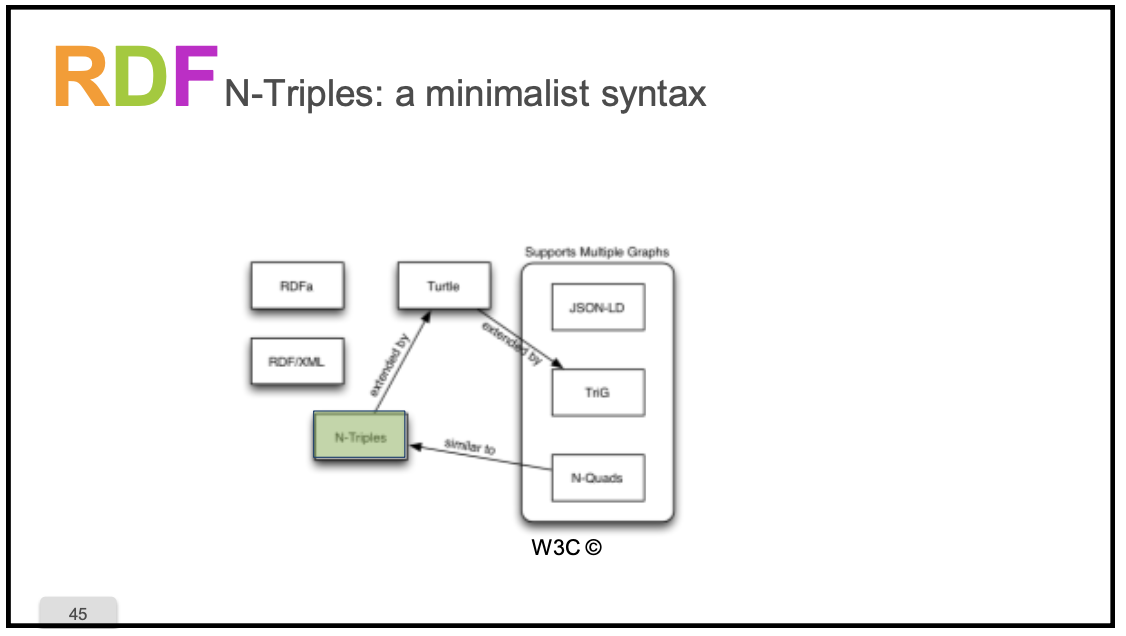 RDF N-Triples: a minimalist syntax
Supports Multiple Graphs
RDFa
Turtle
JSON-LD
extended by
extended by
RDF/XML
TriG
N-Triples
similar to
N-Quads
W3C ©
45